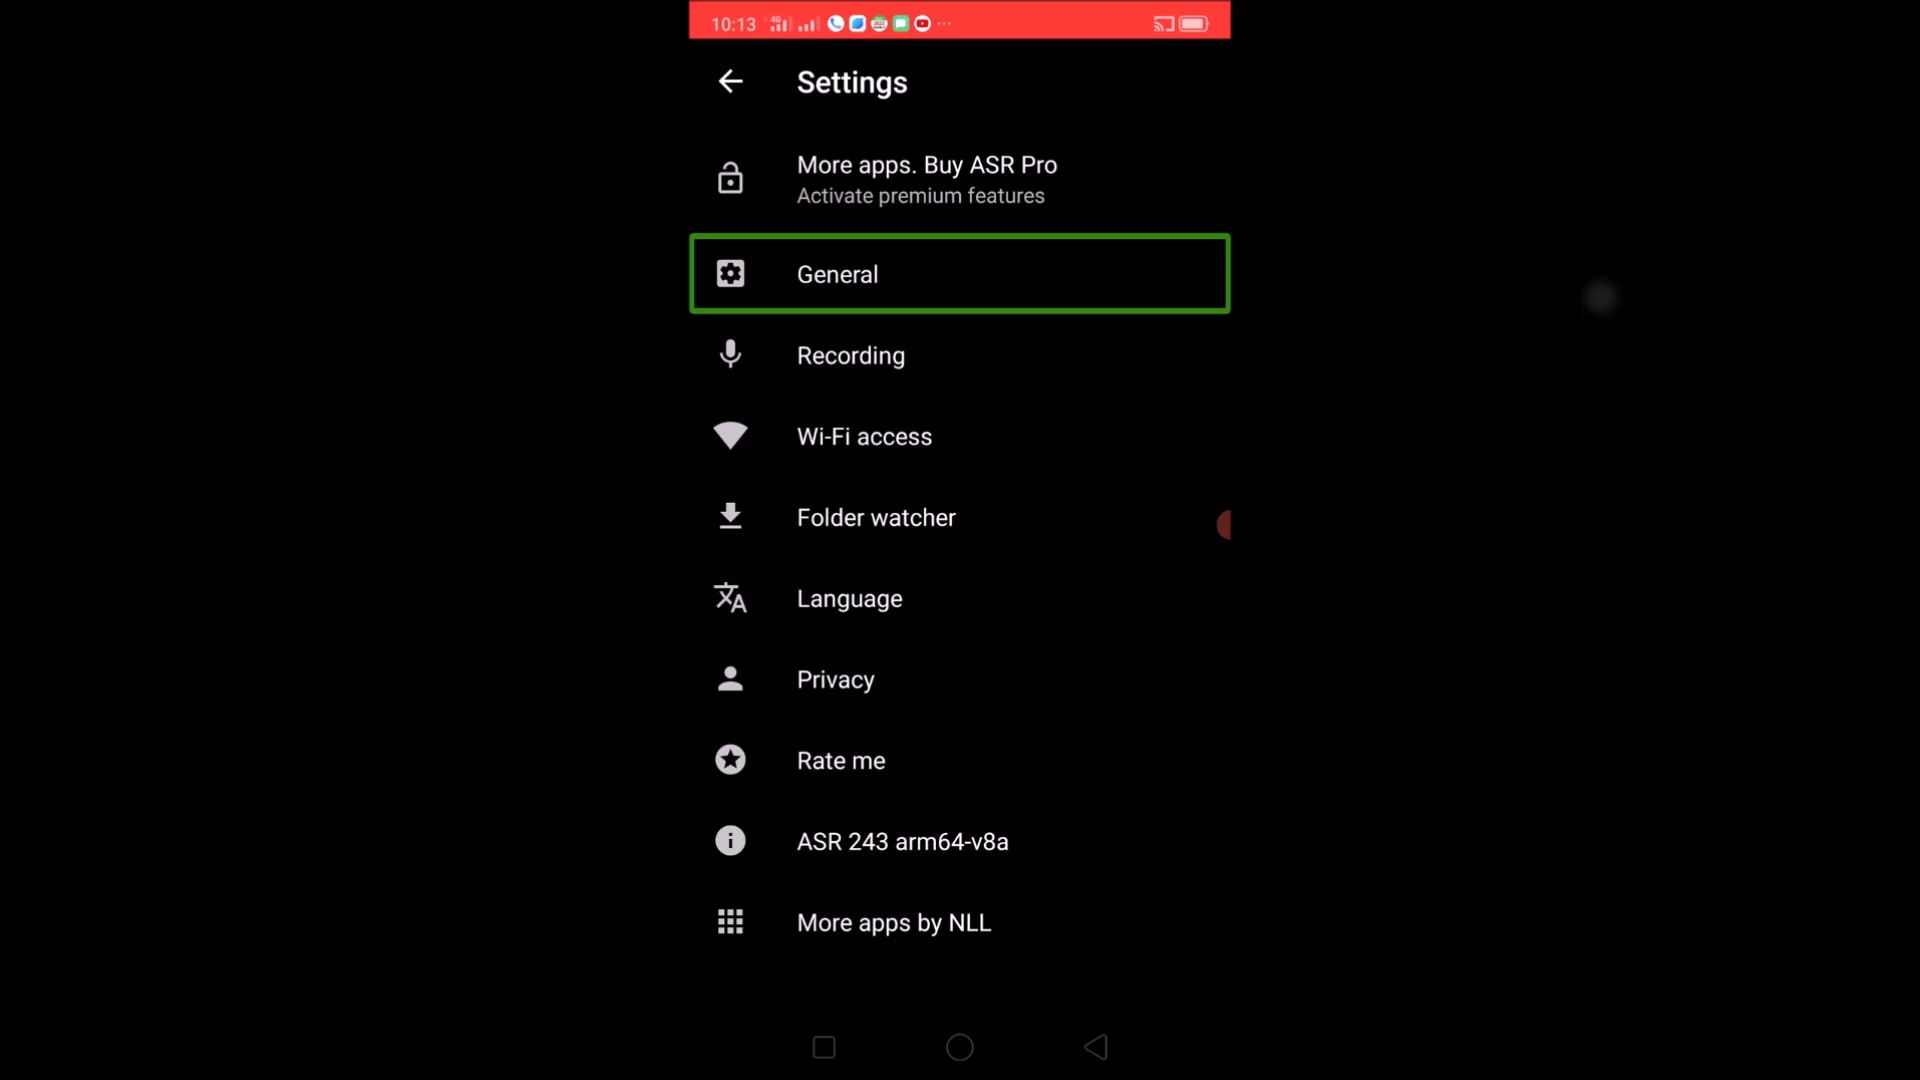 10:13
Settings
More apps. Buy ASR Pro
Activate premium features
General
Recording
Wi-Fi access
Folder watcher
Language
Privacy
Rate me
ASR 243 arm64-v8a
More apps by NLL